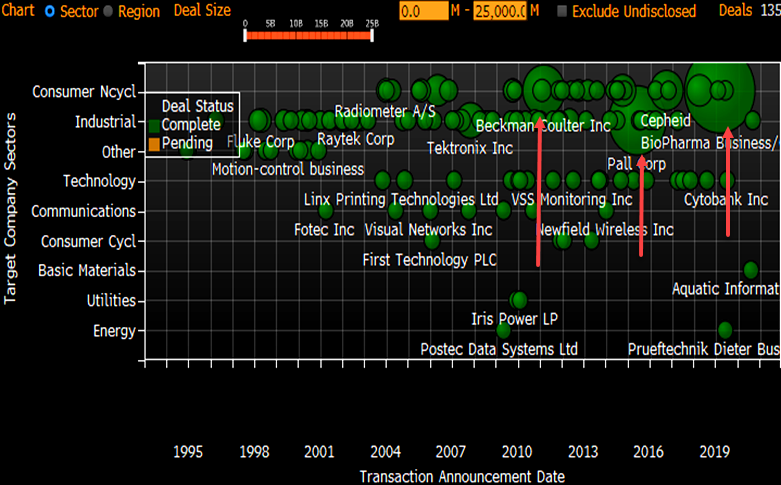 Chart Sector Region Deal Size 0.0 M - 25,000.0 M Exclude Undisclosed Deals 135
0 5B 10B 15B 20B 25B
Target Company Sectors
Consumer Ncycl
Industrial
Other
Technology
Communications
Consumer Cycl
Basic Materials
Utilities
Energy
Deal Status
Complete
Pending
Radiometer A/S
Beckman Coulter Inc
Cepheid
Fluke Corp
Raytek Corp
Tektronix Inc
BioPharma Business/
Motion-control business
Pall Corp
Linx Printing Technologies Ltd
VSS Monitoring Inc
Cytobank Inc
Fotec Inc
Visual Networks Inc
Newfield Wireless Inc
First Technology PLC
Aquatic Informat
Iris Power LP
Postec Data Systems Ltd
Prueftechnik Dieter Bus
1995 1998 2001 2004 2007 2010 2013 2016 2019
Transaction Announcement Date